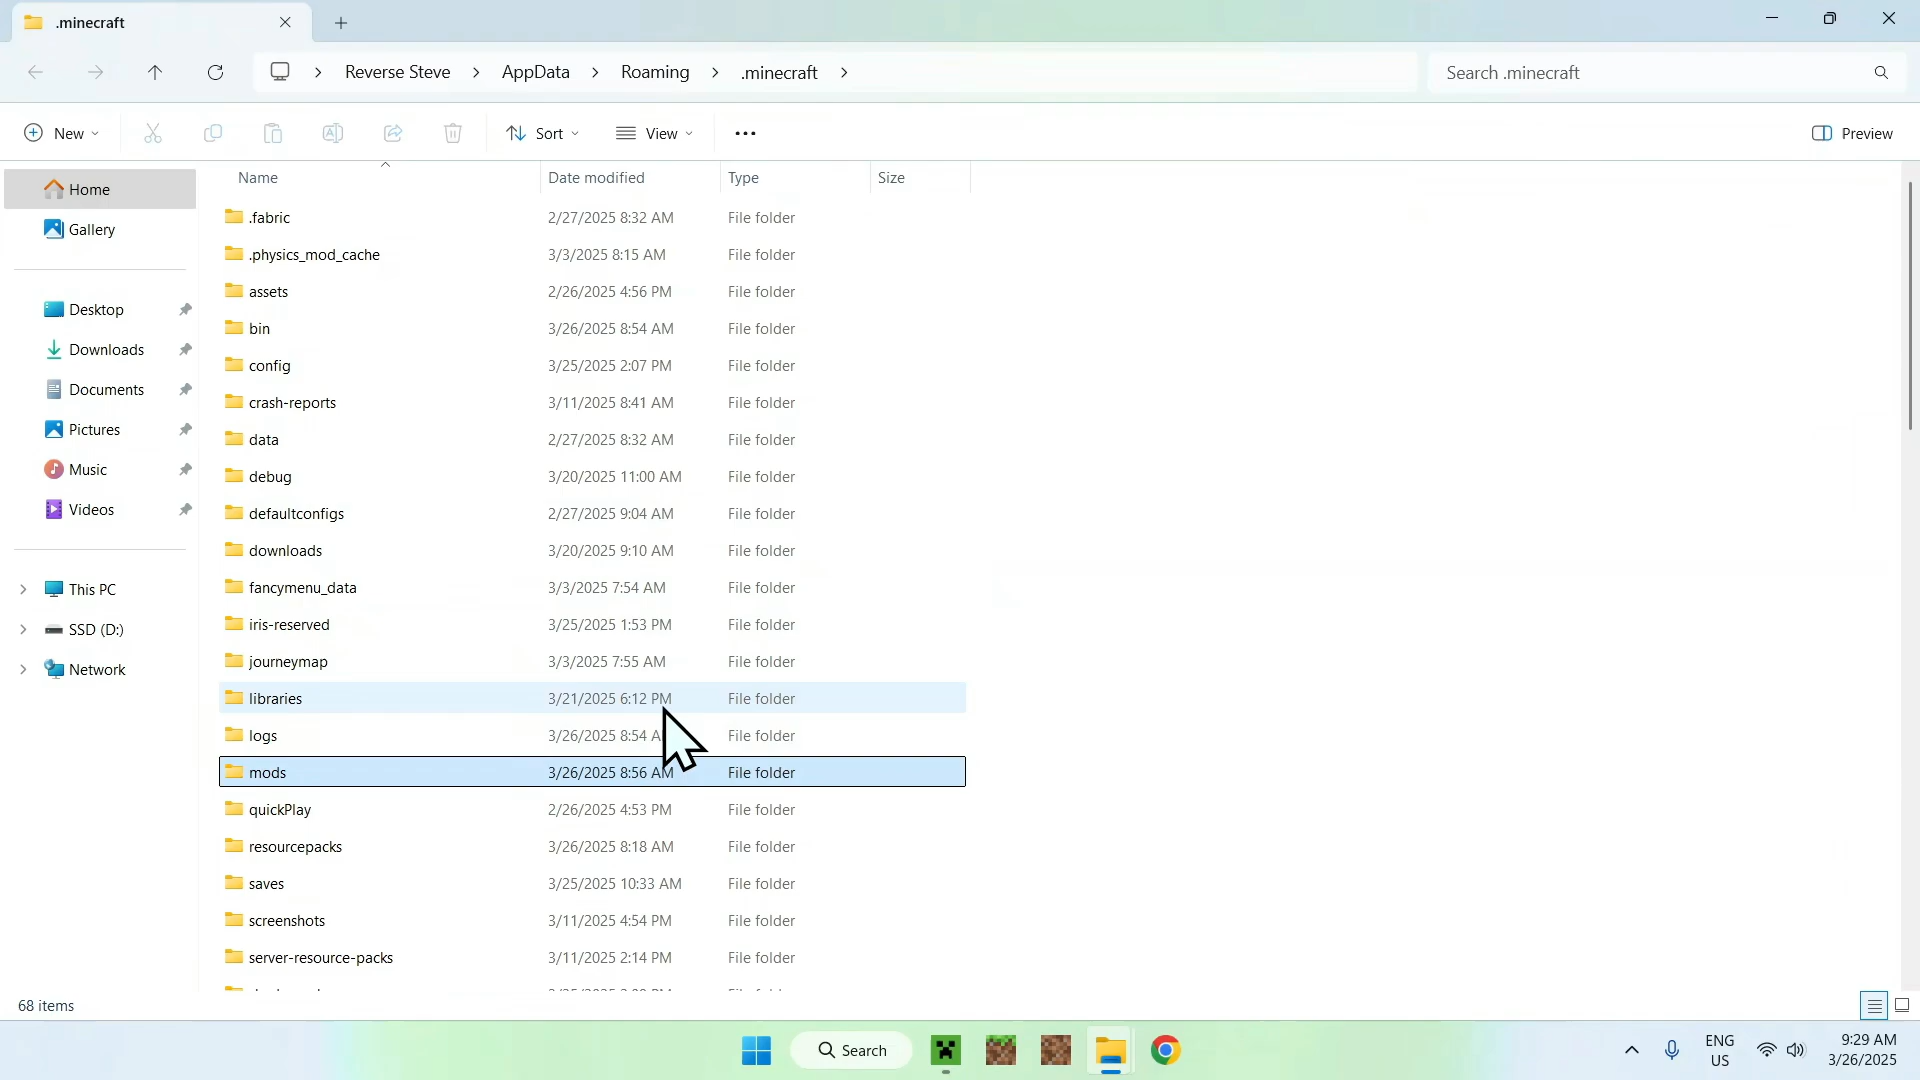 .minecraft
Reverse Steve
AppData
Roaming
.minecraft
Search .minecraft
New
Sort
View
Preview
Home
Gallery
Desktop
Downloads
Documents
Pictures
Music
Videos
This PC
SSD (D:)
Network
Name Date modified Type Size
.fabric 2/27/2025 8:32 AM File folder
.physics_mod_cache 3/3/2025 8:15 AM File folder
assets 2/26/2025 4:56 PM File folder
bin 3/26/2025 8:54 AM File folder
config 3/25/2025 2:07 PM File folder
crash-reports 3/11/2025 8:41 AM File folder
data 2/27/2025 8:32 AM File folder
debug 3/20/2025 11:00 AM File folder
defaultconfigs 2/27/2025 9:04 AM File folder
downloads 3/20/2025 9:10 AM File folder
fancymenu_data 3/3/2025 7:54 AM File folder
iris-reserved 3/25/2025 1:53 PM File folder
journeymap 3/3/2025 7:55 AM File folder
libraries 3/21/2025 6:12 PM File folder
logs 3/26/2025 8:54 A File folder
mods 3/26/2025 8:56 AM File folder
quickPlay 2/26/2025 4:53 PM File folder
resourcepacks 3/26/2025 8:18 AM File folder
saves 3/25/2025 10:33 AM File folder
screenshots 3/11/2025 4:54 PM File folder
server-resource-packs 3/11/2025 2:14 PM File folder
68 items
Search
ENG
US
9:29 AM
3/26/2025